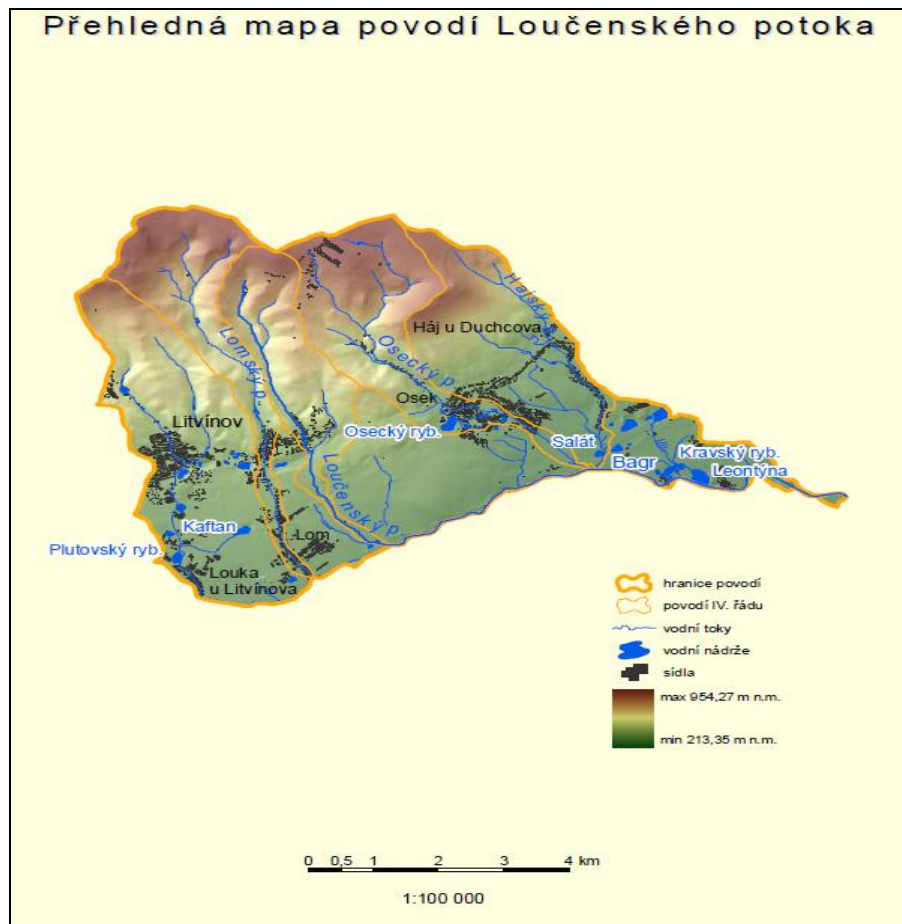 Přehledná mapa povodí Loučenského potoka
Hajský p.
Háj u Duchcova
Lomský p.
Osecký p.
Osek
Litvínov
Osecký ryb.
Salát
Kravský ryb.
Bagr
Leontýna
Loučenský p.
Kaftan
Lom
Plutovský ryb.
Louka
u Litvínova
hranice povodí
povodí IV. řádu
vodní toky
vodní nádrže
sídla
max 954,27 m n.m.
min 213,35 m n.m.
0 0,5 1 2 3 4 km
1:100 000